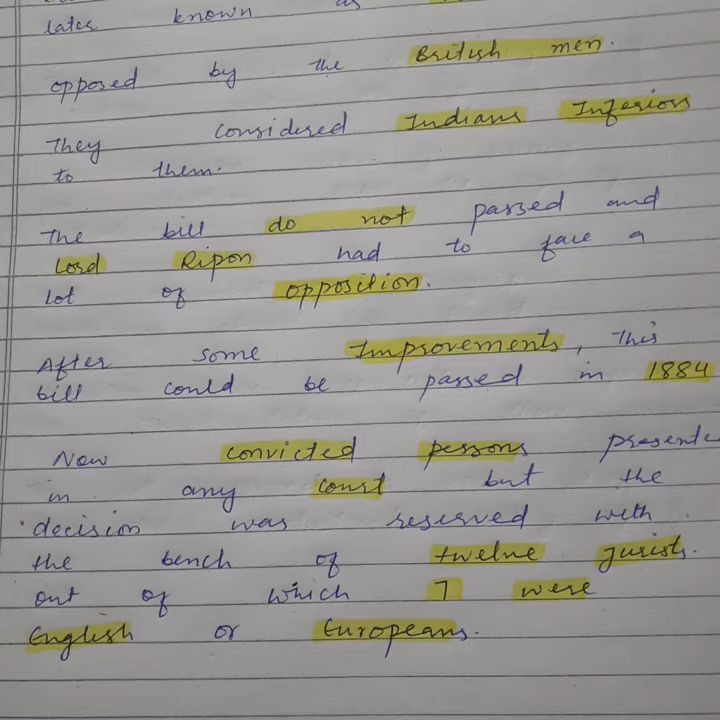 later known as
opposed by the British men.
They considered Indians Inferiors
to them.
The bill do not passed and
Lord Ripon had to face a
lot of opposition.
After some Improvements, This
bill could be passed in 1884
Now convicted persons presente
in any court but the
decision was reserved with
the bench of twelve jurists.
out of which 7 were
English or Europeans.